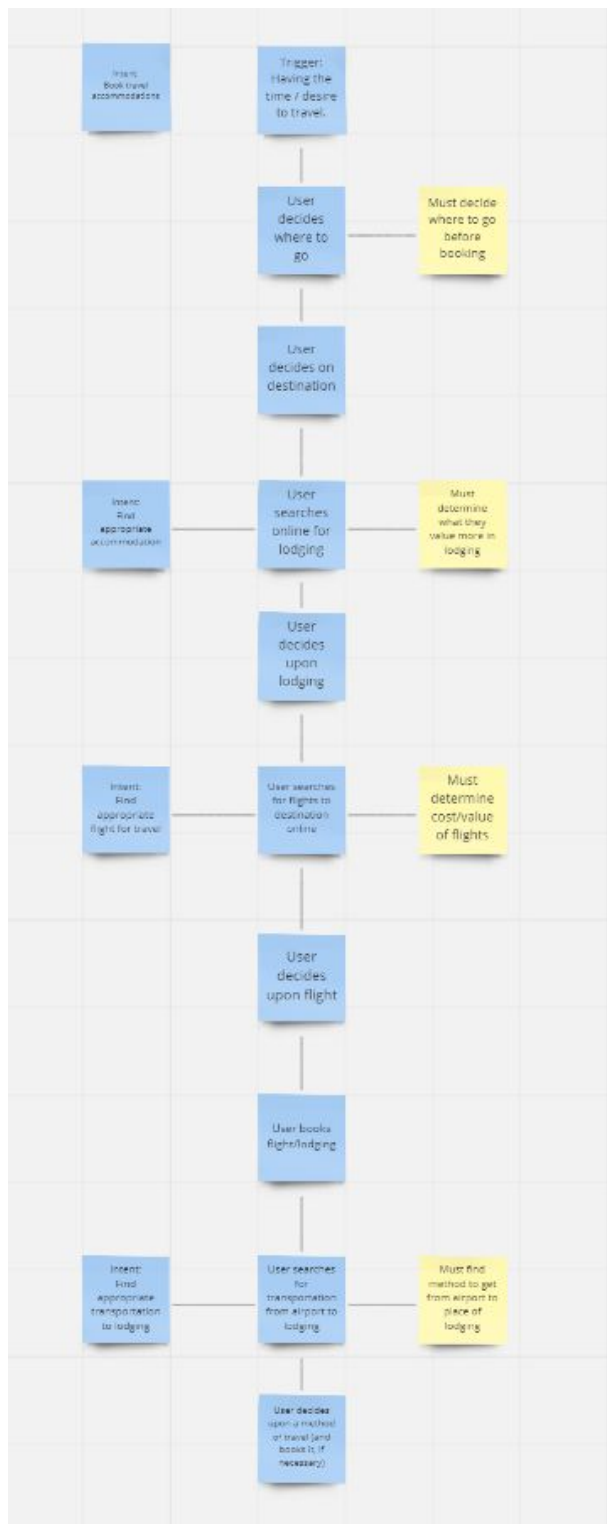 Intent:
Book travel
accommodations
Trigger:
Having the
time / desire
to travel.
User
decides
where to
go
Must decide
where to go
before
booking
User
decides on
destination
Intent:
Find
appropriate
accommodation
User
searches
online for
lodging
Must
determine
what they
value more in
lodging
User
decides
upon
lodging
Intent:
Find
appropriate
flight for travel
User searches
for flights to
destination
online
Must
determine
cost/value
of flights
User
decides
upon flight
User books
flight/lodging
Intent:
Find
appropriate
transportation
to lodging
User searches
for
transportation
from airport to
lodging
Must find
method to get
from airport to
place of
lodging
User decides
upon a method
of travel (and
books it, if
necessary)